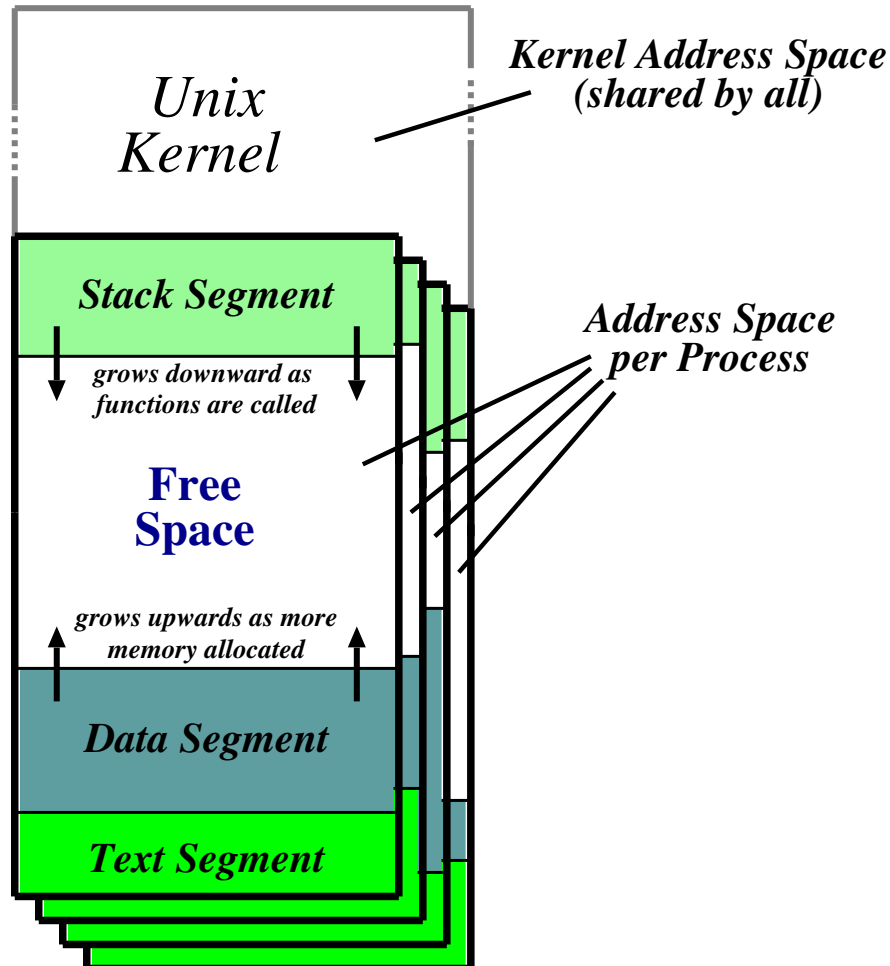 Unix
Kernel
Kernel Address Space
(shared by all)
Stack Segment
grows downward as
functions are called
Address Space
per Process
Free
Space
grows upwards as more
memory allocated
Data Segment
Text Segment